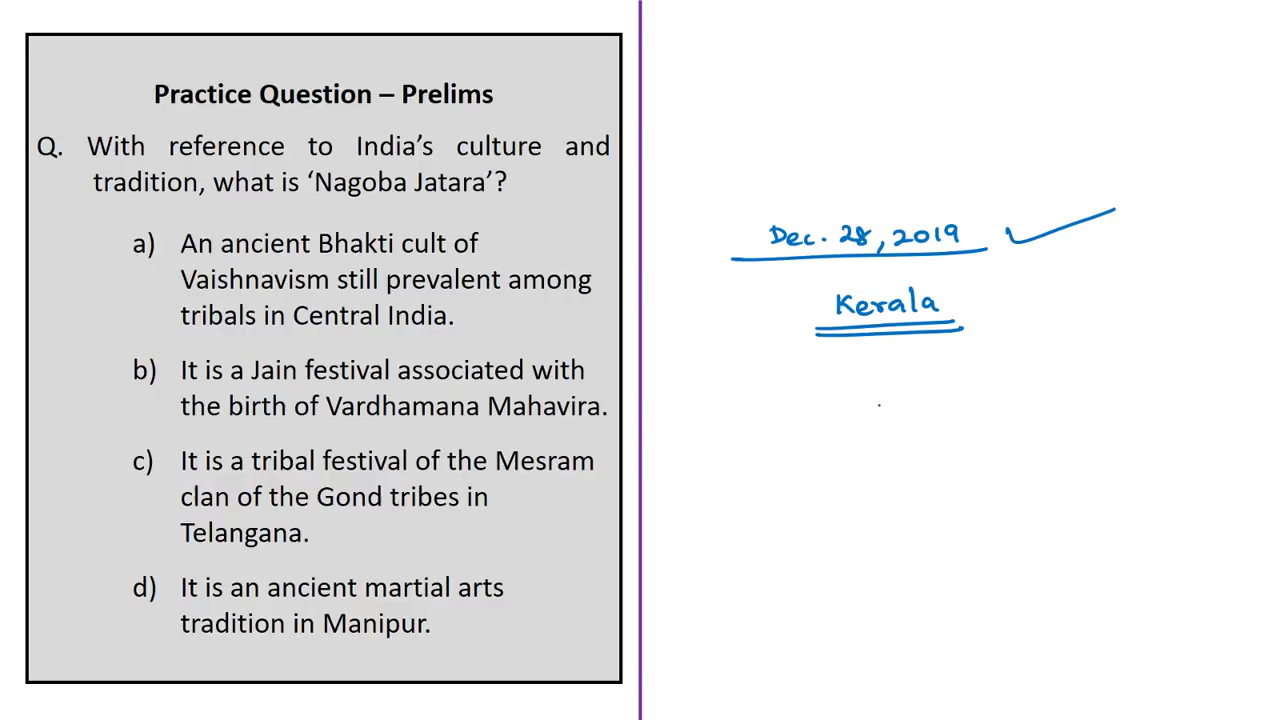 Practice Question – Prelims
Q. With reference to India’s culture and
tradition, what is ‘Nagoba Jatara’?
a) An ancient Bhakti cult of
Vaishnavism still prevalent among
tribals in Central India.
b) It is a Jain festival associated with
the birth of Vardhamana Mahavira.
c) It is a tribal festival of the Mesram
clan of the Gond tribes in
Telangana.
d) It is an ancient martial arts
tradition in Manipur.
Dec. 28, 2019
Kerala